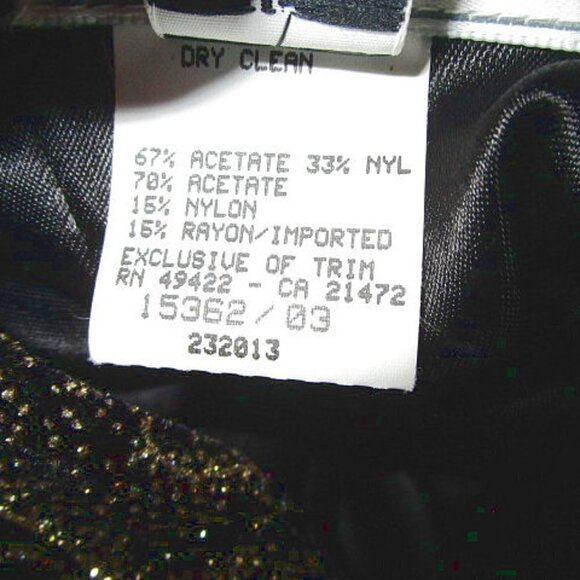 DRY CLEAN
67% ACETATE 33% NYL
70% ACETATE
15% NYLON
15% RAYON/IMPORTED
EXCLUSIVE OF TRIM
RN 49422 - CA 21472
15362/03
232013